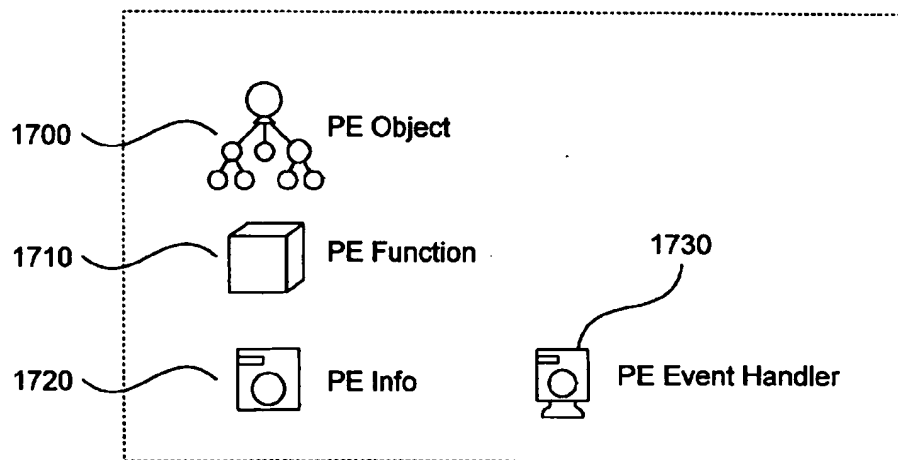 1700 PE Object
1710 PE Function
1730
1720 PE Info
PE Event Handler